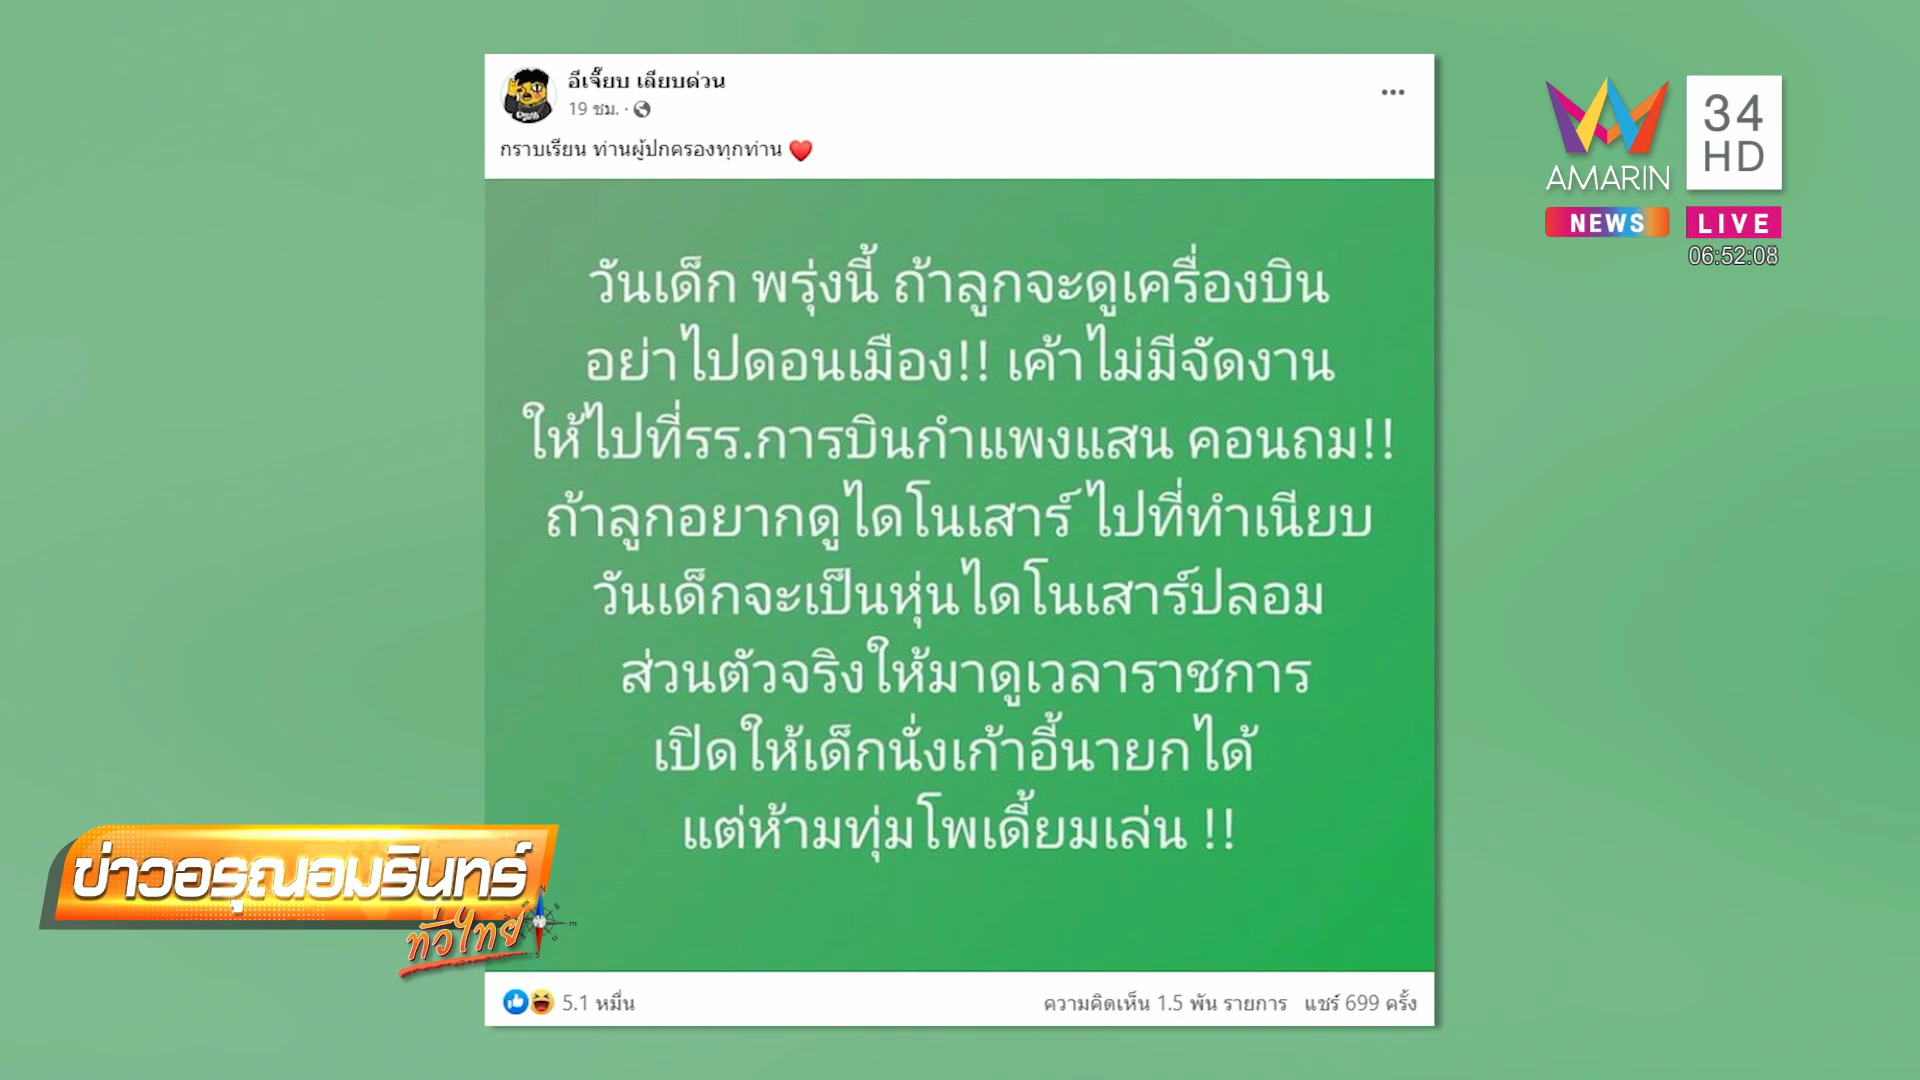 อีเจี๊ยบ เลียบด่วน
19 ชม. ·
กราบเรียน ท่านผู้ปกครองทุกท่าน
วันเด็ก พรุ่งนี้ ถ้าลูกจะดูเครื่องบิน
อย่าไปดอนเมือง!! เค้าไม่มีจัดงาน
ให้ไปที่รร.การบินกำแพงแสน คอนถม!!
ถ้าลูกอยากดูไดโนเสาร์ ไปที่ทำเนียบ
วันเด็กจะเป็นหุ่นไดโนเสาร์ปลอม
ส่วนตัวจริงให้มาดูเวลาราชการ
เปิดให้เด็กนั่งเก้าอี้นายกได้
แต่ห้ามทุ่มโพเดี้ยมเล่น !!
5.1 หมื่น
ความคิดเห็น 1.5 พัน รายการ แชร์ 699 ครั้ง
AMARIN
34
HD
NEWS
LIVE
06:52:08
ข่าวอรุณอมรินทร์
ทั่วไทย